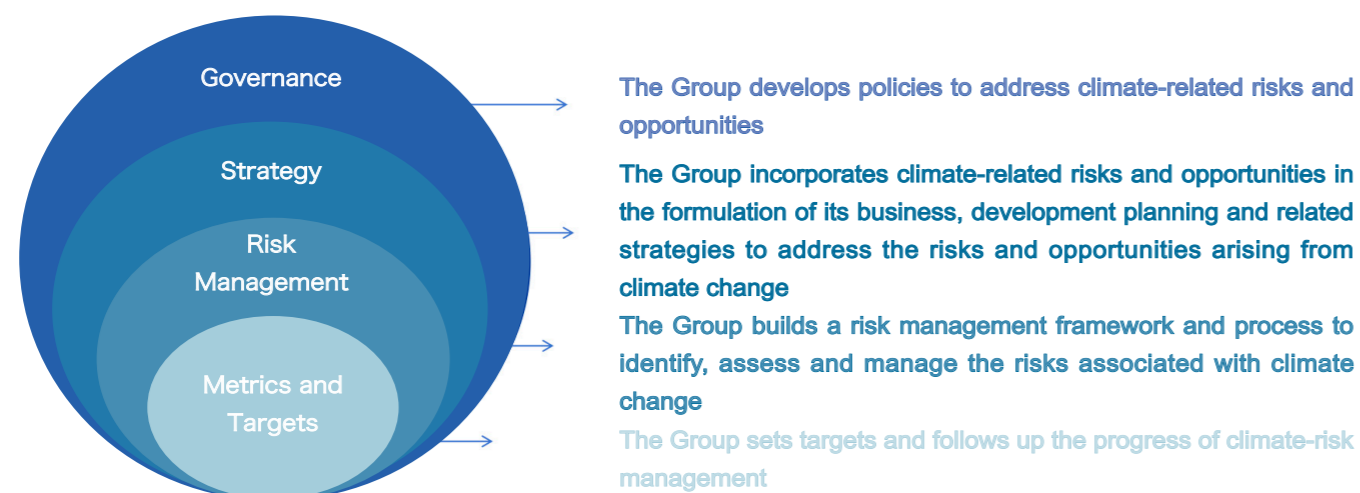 Governance
Strategy
Risk
Management
Metrics and
Targets
The Group develops policies to address climate-related risks and
opportunities
The Group incorporates climate-related risks and opportunities in
the formulation of its business, development planning and related
strategies to address the risks and opportunities arising from
climate change
The Group builds a risk management framework and process to
identify, assess and manage the risks associated with climate
change
The Group sets targets and follows up the progress of climate-risk
management